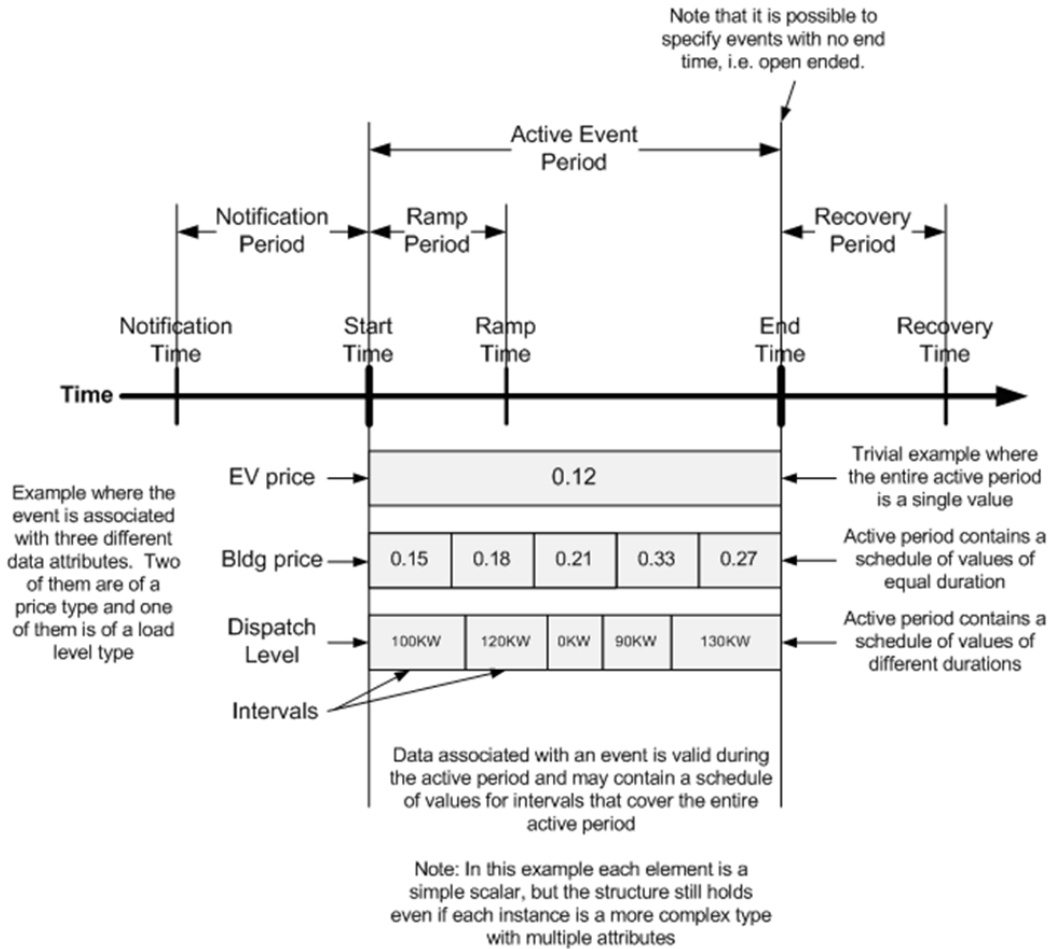 Note that it is possible to
specify events with no end
time, i.e. open ended.
Active Event
Period
Notification
Period
Ramp
Period
Recovery
Period
Notification
Time
Start
Time
Ramp
Time
End
Time
Recovery
Time
Time
EV price
0.12
Trivial example where
the entire active period
is a single value
Example where the
event is associated
with three different
data attributes. Two
of them are of a
price type and one
of them is of a load
level type
Bldg price
0.15 0.18 0.21 0.33 0.27
Active period contains a
schedule of values of
equal duration
Dispatch
Level
100KW 120KW 0KW 90KW 130KW
Active period contains a
schedule of values of
different durations
Intervals
Data associated with an event is valid during
the active period and may contain a schedule
of values for intervals that cover the entire
active period
Note: In this example each element is a
simple scalar, but the structure still holds
even if each instance is a more complex type
with multiple attributes